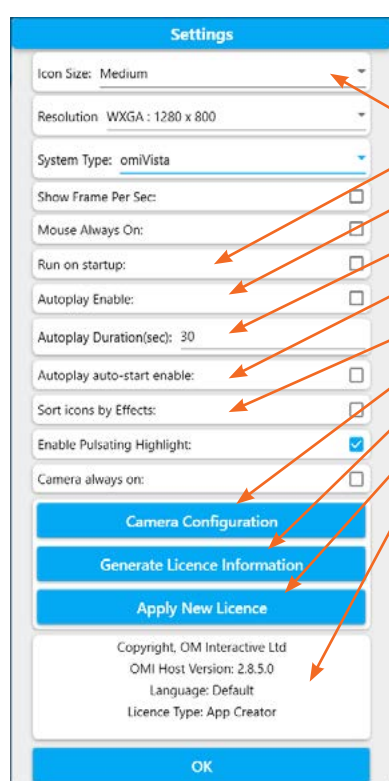 Settings
Icon Size: Medium
Resolution WXGA : 1280 x 800
System Type: omiVista
Show Frame Per Sec:
Mouse Always On:
Run on startup:
Autoplay Enable:
Autoplay Duration(sec): 30
Autoplay auto-start enable:
Sort icons by Effects:
Enable Pulsating Highlight:
Camera always on:
Camera Configuration
Generate Licence Information
Apply New Licence
Copyright, OM Interactive Ltd
OMI Host Version: 2.8.5.0
Language: Default
Licence Type: App Creator
OK